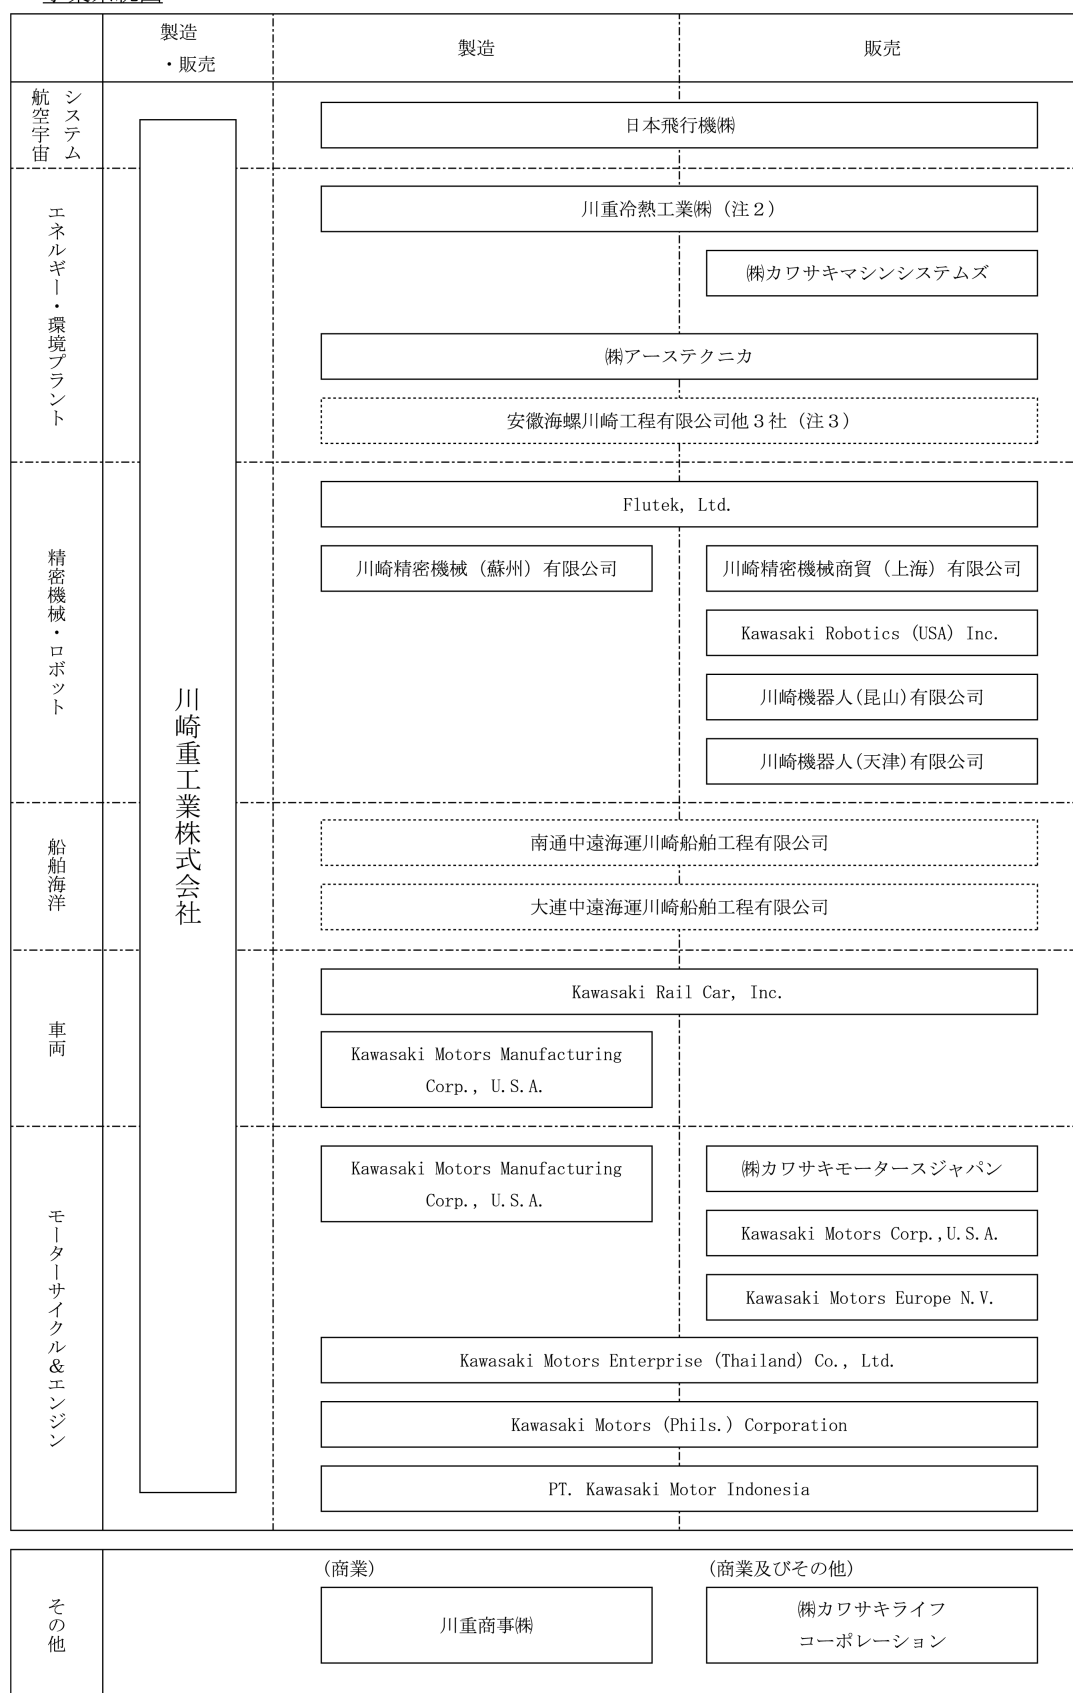 事業系統図
製造
・販売
製造
販売
航空宇宙
システム
日本飛行機㈱
エネルギー・環境プラント
川重冷熱工業㈱（注２）
㈱カワサキマシンシステムズ
㈱アーステクニカ
安徽海螺川崎工程有限公司他３社（注３）
精密機械・ロボット
Flutek, Ltd.
川崎精密機械（蘇州）有限公司
川崎精密機械商貿（上海）有限公司
Kawasaki Robotics (USA) Inc.
川崎機器人(昆山)有限公司
川崎機器人(天津)有限公司
川崎重工業株式会社
船舶海洋
南通中遠海運川崎船舶工程有限公司
大連中遠海運川崎船舶工程有限公司
車両
Kawasaki Rail Car, Inc.
Kawasaki Motors Manufacturing
Corp., U.S.A.
モーターサイクル＆エンジン
Kawasaki Motors Manufacturing
Corp., U.S.A.
㈱カワサキモータースジャパン
Kawasaki Motors Corp.,U.S.A.
Kawasaki Motors Europe N.V.
Kawasaki Motors Enterprise (Thailand) Co., Ltd.
Kawasaki Motors (Phils.) Corporation
PT. Kawasaki Motor Indonesia
その他
(商業)
川重商事㈱
(商業及びその他)
㈱カワサキライフ
コーポレーション